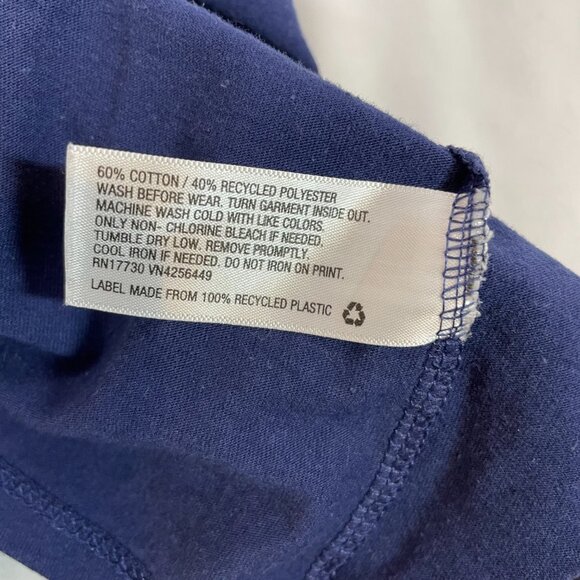 60% COTTON / 40% RECYCLED POLYESTER
WASH BEFORE WEAR. TURN GARMENT INSIDE OUT.
MACHINE WASH COLD WITH LIKE COLORS.
ONLY NON- CHLORINE BLEACH IF NEEDED.
TUMBLE DRY LOW. REMOVE PROMPTLY.
COOL IRON IF NEEDED. DO NOT IRON ON PRINT.
RN17730 VN4256449
LABEL MADE FROM 100% RECYCLED PLASTIC